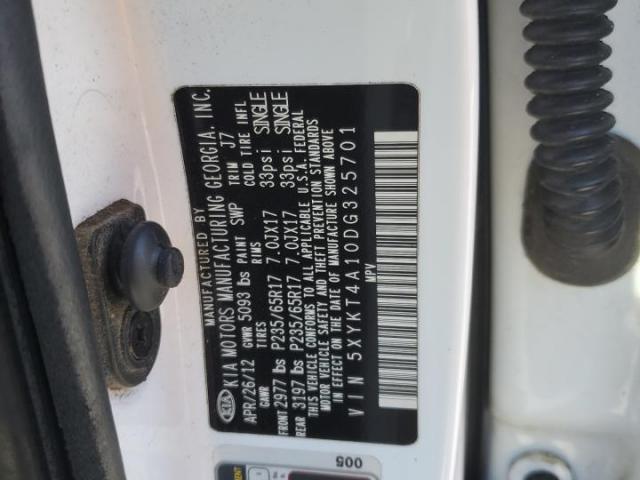 MANUFACTURED BY
KIA KIA MOTORS MANUFACTURING GEORGIA, INC.
APR/26/12 GVWR 5093 lbs PAINT SWP TRIM J7
GAWR TIRES RIMS COLD TIRE INFL
FRONT 2977 lbs P235/65R17 7.00X17 33psi SINGLE
REAR 3197 lbs P235/65R17 7.00X17 33psi SINGLE
THIS VEHICLE CONFORMS TO ALL APPLICABLE U.S.A. FEDERAL
MOTOR VEHICLE SAFETY AND THEFT PREVENTION STANDARDS
IN EFFECT ON THE DATE OF MANUFACTURE SHOWN ABOVE
VIN 5XYKT4A10DG325701
MPV
005